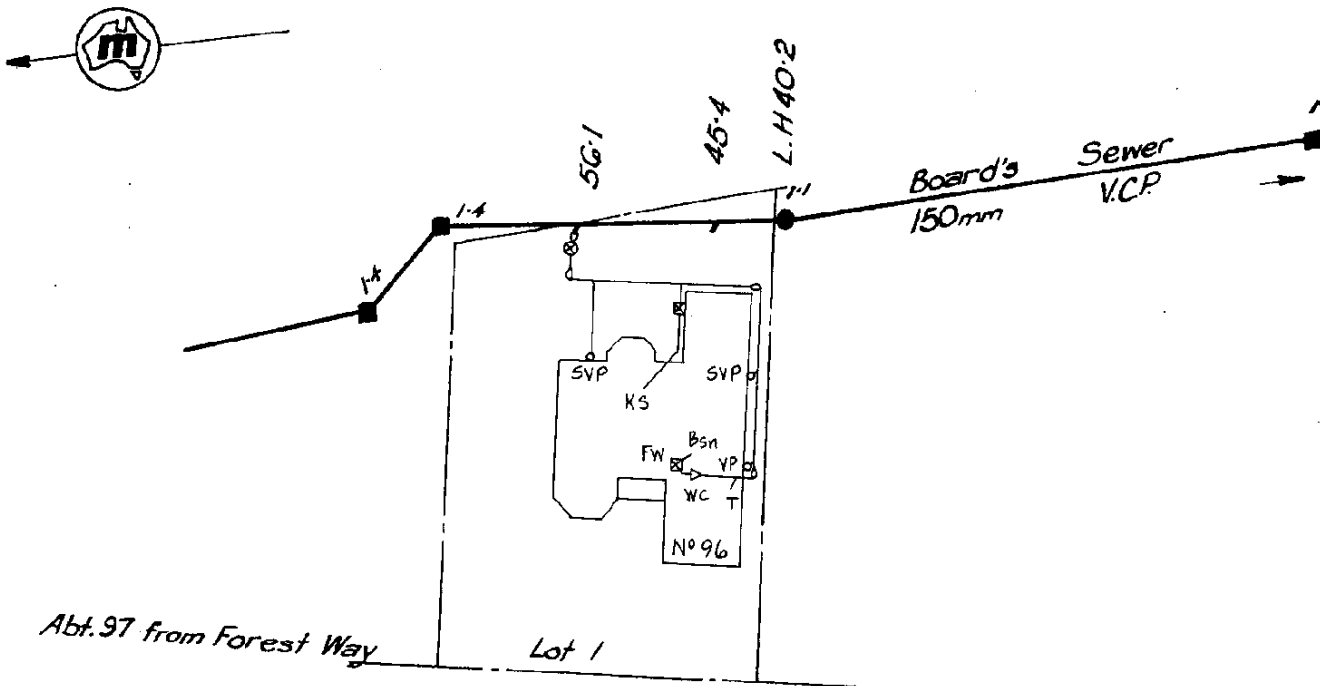 m
56·1
45·4
L.H 40·2
1·4
1·1
Board's Sewer
150mm V.C.P.
1·4
SVP
SVP
KS
Bsn
FW
VP
WC
T
Nº 96
Abt. 97 from Forest Way
Lot 1